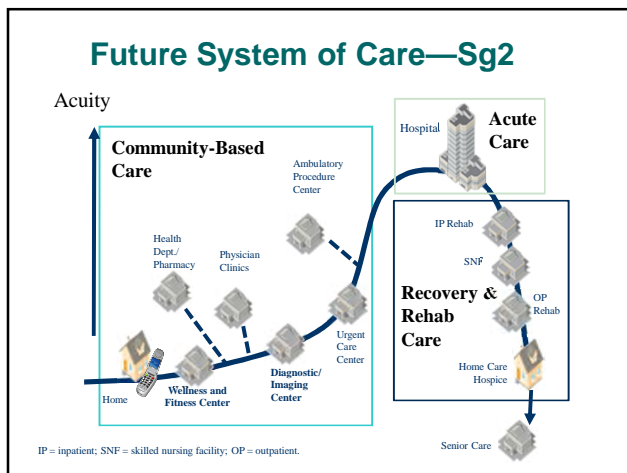 Future System of Care—Sg2
Acuity
Community-Based
Care
Hospital
Acute
Care
Ambulatory
Procedure
Center
Health
Dept./
Pharmacy
Physician
Clinics
IP Rehab
SNF
Recovery &
Rehab
Care
OP
Rehab
Urgent
Care
Center
Diagnostic/
Imaging
Center
Home Care
Hospice
Home
Wellness and
Fitness Center
Senior Care
IP = inpatient; SNF = skilled nursing facility; OP = outpatient.